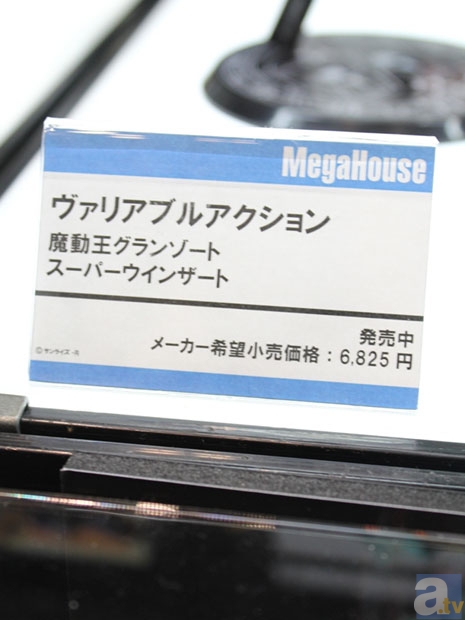 MegaHouse
ヴァリアブルアクション
魔動王グランゾート
スーパーウインザート
発売中
メーカー希望小売価格：6,825円
©サンライズ・R
a.tv